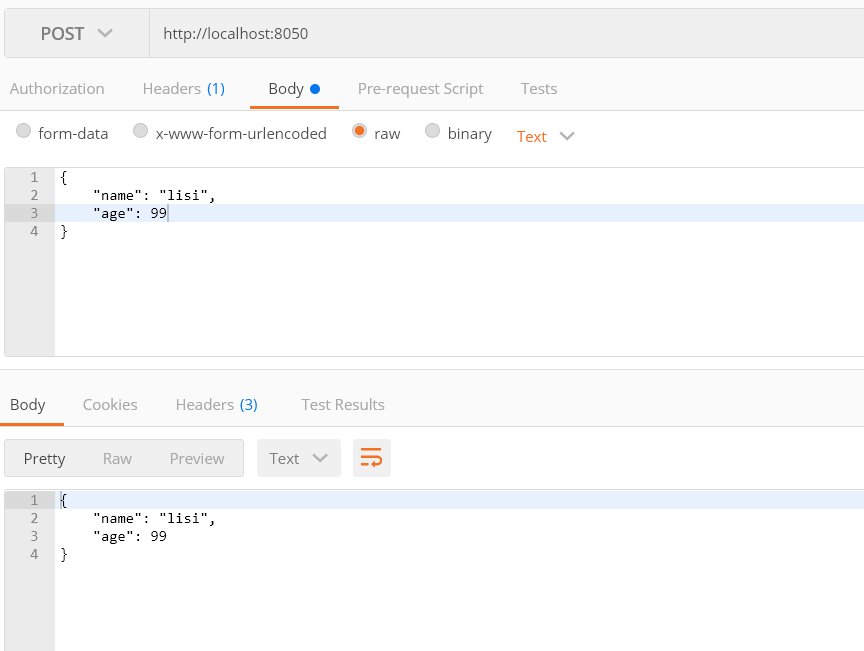 POST http://localhost:8050
Authorization Headers (1) Body Pre-request Script Tests
form-data x-www-form-urlencoded raw binary Text
1 {
2     "name": "lisi",
3     "age": 99
4 }
Body Cookies Headers (3) Test Results
Pretty Raw Preview Text
1 {
2     "name": "lisi",
3     "age": 99
4 }